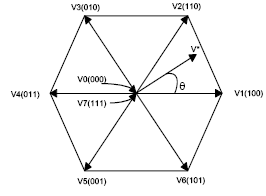 V3(010)
V2(110)
V*
V0(000)
θ
V4(011)
V1(100)
V7(111)
V5(001)
V6(101)